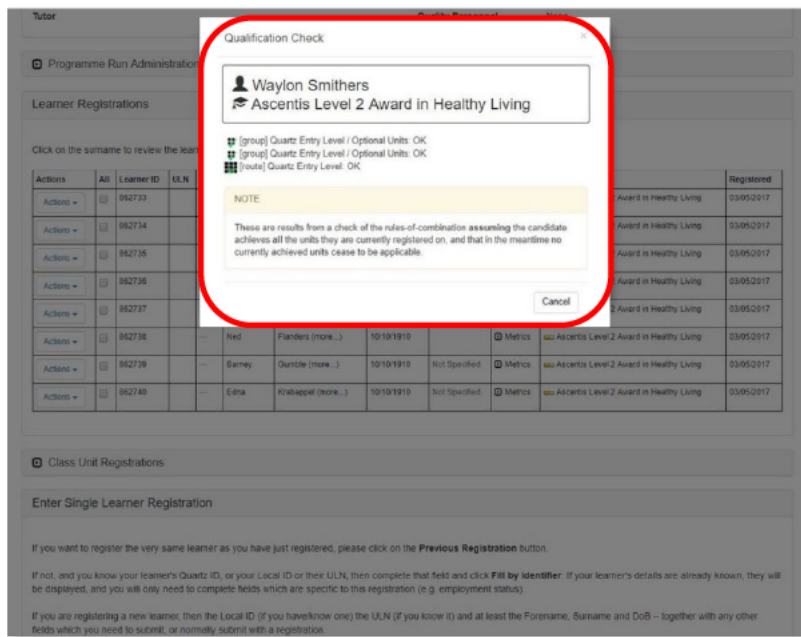 Tutor
Qualification Check
×
Programme Run Administration
Waylon Smithers
Ascentis Level 2 Award in Healthy Living
Learner Registrations
[group] Quartz Entry Level / Optional Units: OK
[group] Quartz Entry Level / Optional Units: OK
[route] Quartz Entry Level: OK
Click on the surname to review the lear
Actions All Learner ID ULN Registered
NOTE
These are results from a check of the rules-of-combination assuming the candidate
achieves all the units they are currently registered on, and that in the meantime no
currently achieved units cease to be applicable.
Cancel
Actions 862733 2 Award in Healthy Living 03/05/2017
Actions 862734 2 Award in Healthy Living 03/05/2017
Actions 862735 2 Award in Healthy Living 03/05/2017
Actions 862736 2 Award in Healthy Living 03/05/2017
Actions 862737 2 Award in Healthy Living 03/05/2017
Actions 862738 --- Ned Flanders (more...) 10/10/1910 Metrics Ascentis Level 2 Award in Healthy Living 03/05/2017
Actions 862739 --- Barney Gumble (more...) 10/10/1910 Not Specified Metrics Ascentis Level 2 Award in Healthy Living 03/05/2017
Actions 862740 --- Edna Krabappel (more...) 10/10/1910 Not Specified Metrics Ascentis Level 2 Award in Healthy Living 03/05/2017
Class Unit Registrations
Enter Single Learner Registration
If you want to register the very same learner as you have just registered, please click on the Previous Registration button.
If not, and you know your learner's Quartz ID, or your Local ID or their ULN, then complete that field and click Fill by Identifier. If your learner's details are already known, they will
be displayed, and you will only need to complete fields which are specific to this registration (e.g. employment status).
If you are registering a new learner, then the Local ID (if you have/know one) the ULN (if you know it) and at least the Forename, Surname and DoB – together with any other
fields which you need to submit, or normally submit with a registration.